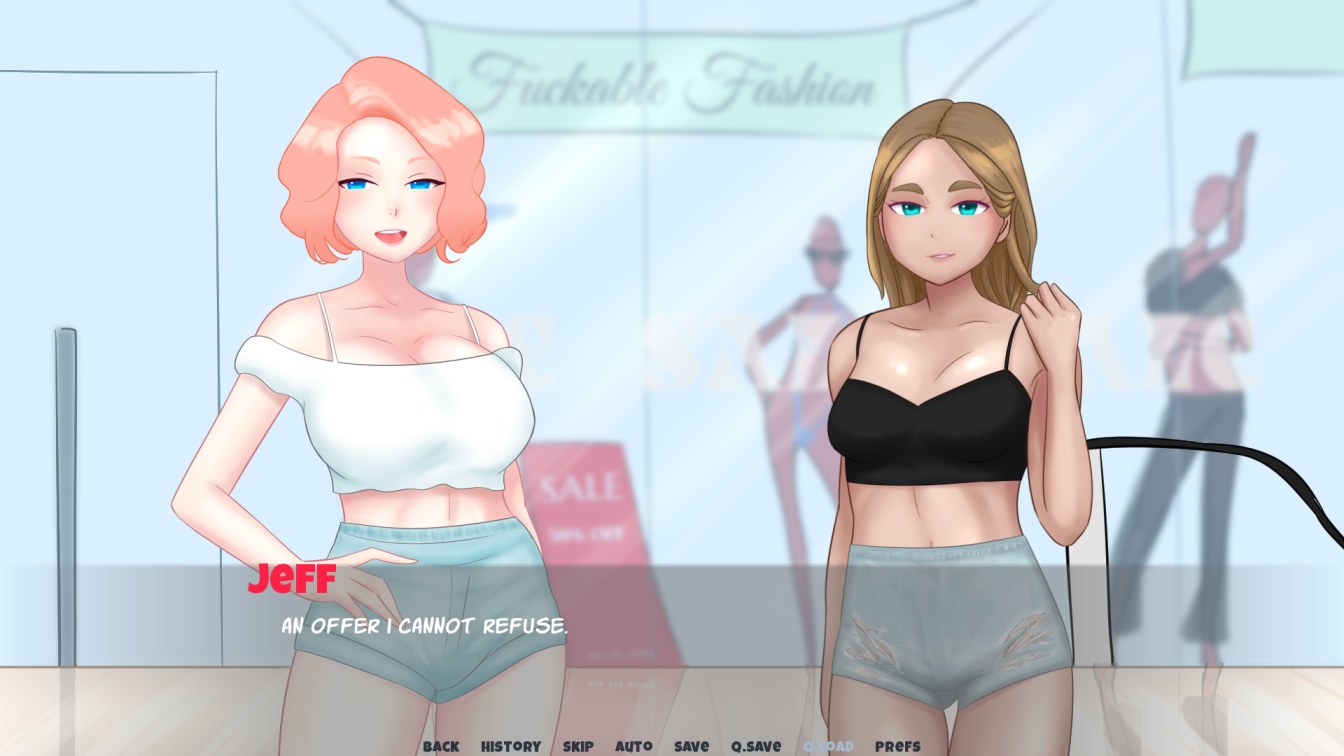 Fuckable Fashion
SALE
50% OFF
Jeff
AN OFFER I CANNOT REFUSE.
BACK HISTORY SKIP AUTO SAVE Q.SAVE Q.LOAD PREFS